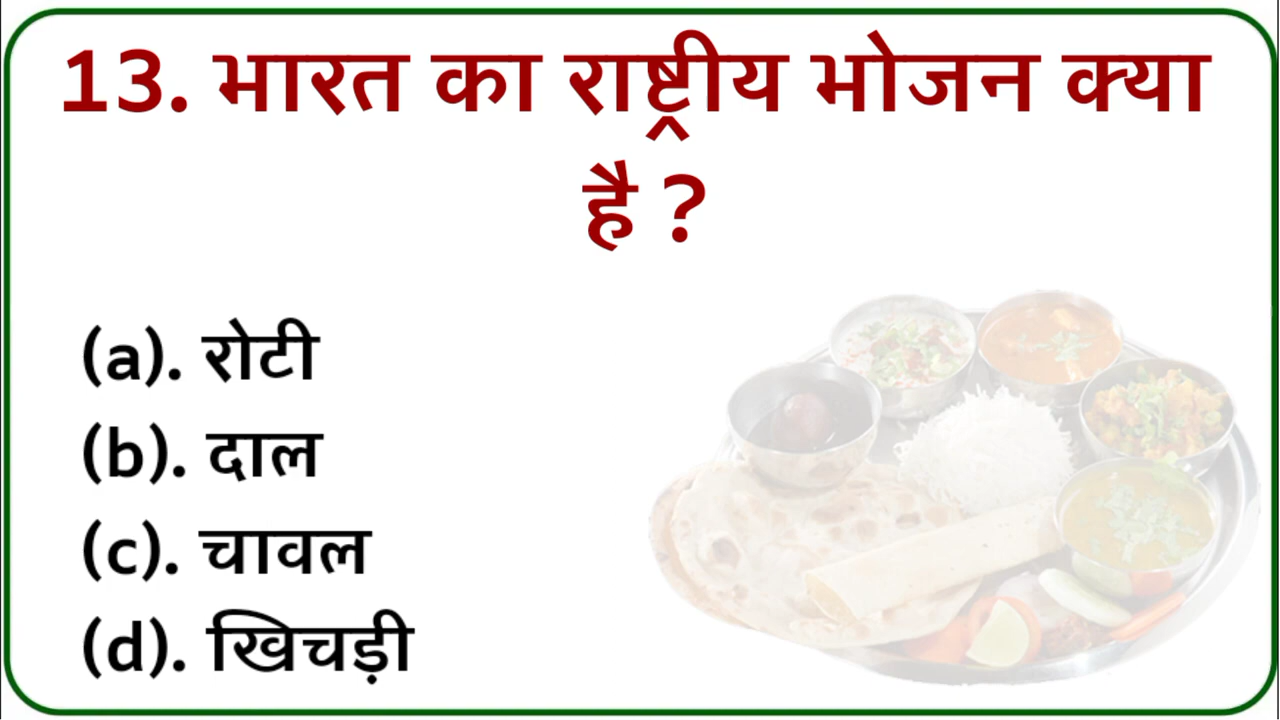 13. भारत का राष्ट्रीय भोजन क्या
है ?
(a). रोटी
(b). दाल
(c). चावल
(d). खिचड़ी